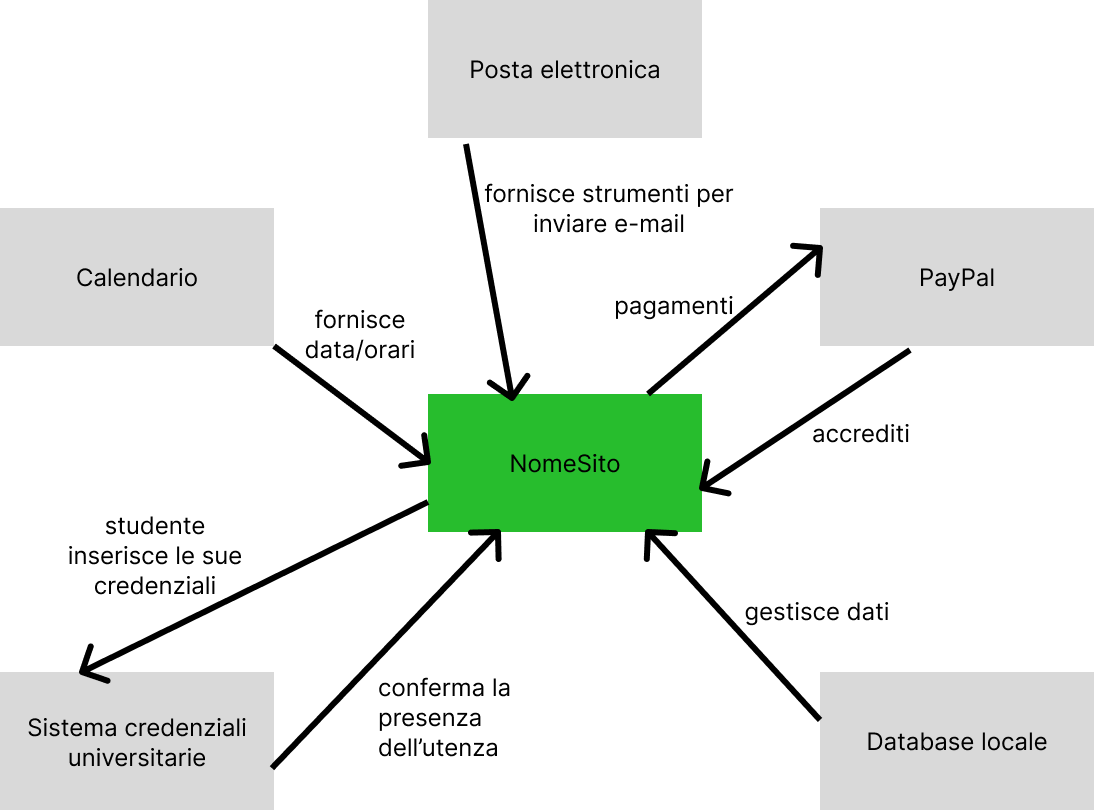 Posta elettronica
fornisce strumenti per
inviare e-mail
Calendario
PayPal
pagamenti
fornisce
data/orari
accrediti
NomeSito
studente
inserisce le sue
credenziali
gestisce dati
conferma la
presenza
dell’utenza
Sistema credenziali
universitarie
Database locale